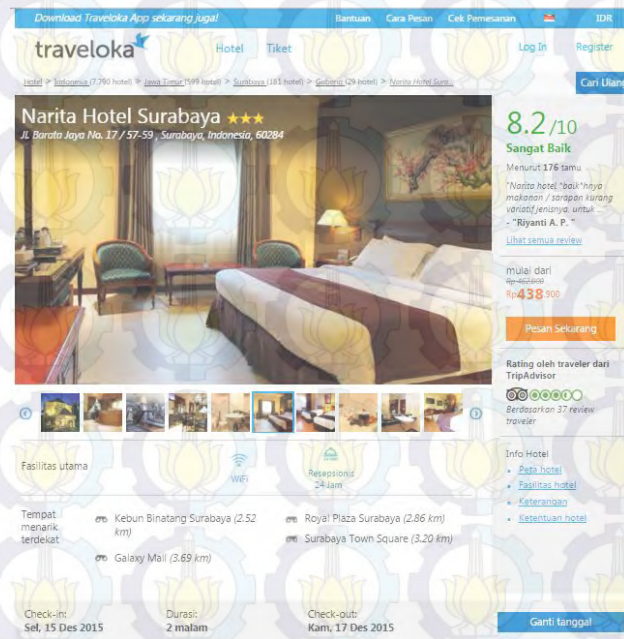 Download Traveloka App sekarang juga!
Bantuan Cara Pesan Cek Pemesanan IDR
traveloka
Hotel Tiket
Log In Register
Hotel > Indonesia (7,790 hotel) > Jawa Timur (599 hotel) > Surabaya (181 hotel) > Gubeng (29 hotel) > Narita Hotel Sura...
Cari Ulang
Narita Hotel Surabaya
JL Barata Jaya No. 17 / 57-59 , Surabaya, Indonesia, 60284
8.2 /10
Sangat Baik
Menurut 176 tamu
"Narita hotel "baik"hnya
makanan / sarapan kurang
variatif jenisnya. untuk ...
- "Riyanti A. P. "
Lihat semua review
mulai dari
Rp438.900
Pesan Sekarang
Rating oleh traveler dari
TripAdvisor
Berdasarkan 37 review
traveler
Fasilitas utama
WiFi
Resepsionis
24 Jam
Info Hotel
Peta hotel
Fasilitas hotel
Keterangan
Ketentuan hotel
Tempat
menarik
terdekat
Kebun Binatang Surabaya (2.52
km)
Galaxy Mall (3.69 km)
Royal Plaza Surabaya (2.86 km)
Surabaya Town Square (3.20 km)
Check-in:
Sel, 15 Des 2015
Durasi:
2 malam
Check-out:
Kam, 17 Des 2015
Ganti tanggal